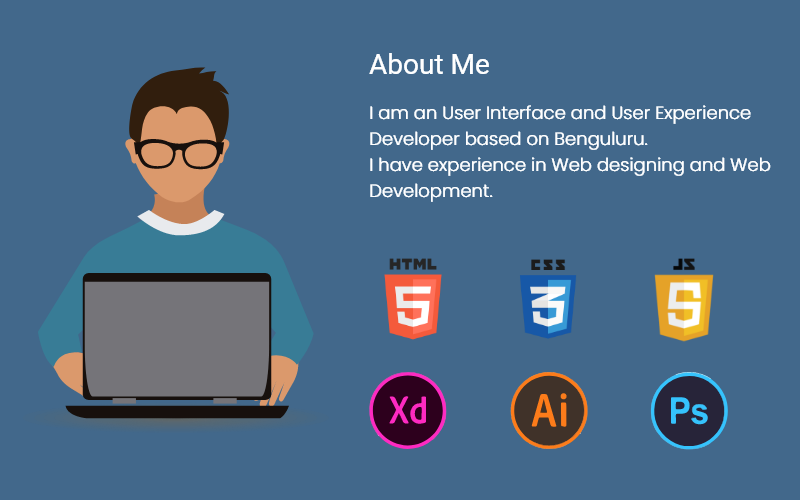 About Me
I am an User Interface and User Experience
Developer based on Benguluru.
I have experience in Web designing and Web
Development.
HTML CSS JS
5 3 S
Xd Ai Ps